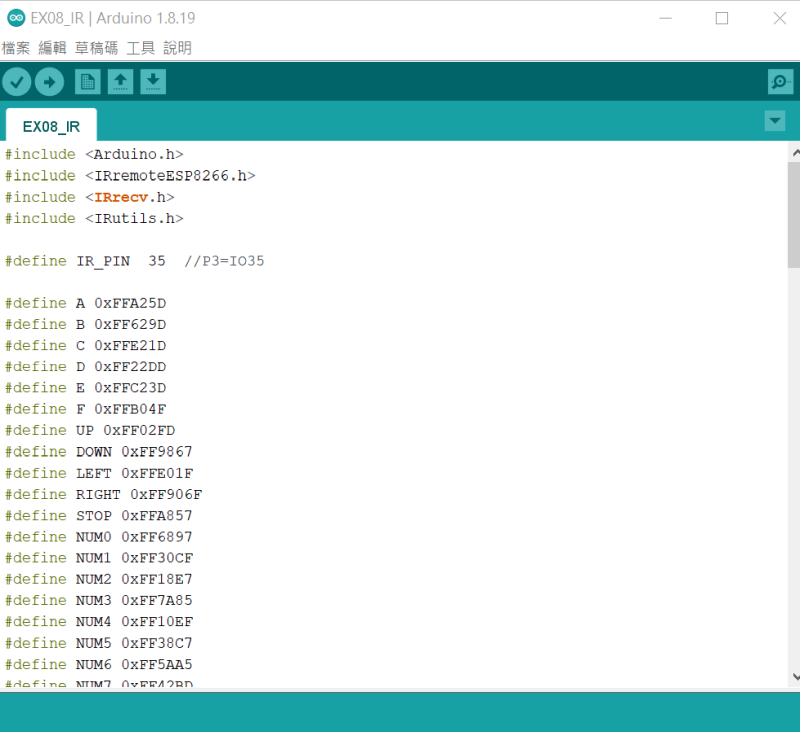 EX08_IR | Arduino 1.8.19
檔案 編輯 草稿碼 工具 說明
EX08_IR
#include <Arduino.h>
#include <IRremoteESP8266.h>
#include <IRrecv.h>
#include <IRutils.h>
#define IR_PIN  35  //P3=IO35
#define A 0xFFA25D
#define B 0xFF629D
#define C 0xFFE21D
#define D 0xFF22DD
#define E 0xFFC23D
#define F 0xFFB04F
#define UP 0xFF02FD
#define DOWN 0xFF9867
#define LEFT 0xFFE01F
#define RIGHT 0xFF906F
#define STOP 0xFFA857
#define NUM0 0xFF6897
#define NUM1 0xFF30CF
#define NUM2 0xFF18E7
#define NUM3 0xFF7A85
#define NUM4 0xFF10EF
#define NUM5 0xFF38C7
#define NUM6 0xFF5AA5
#define NUM7 0xFF42BD